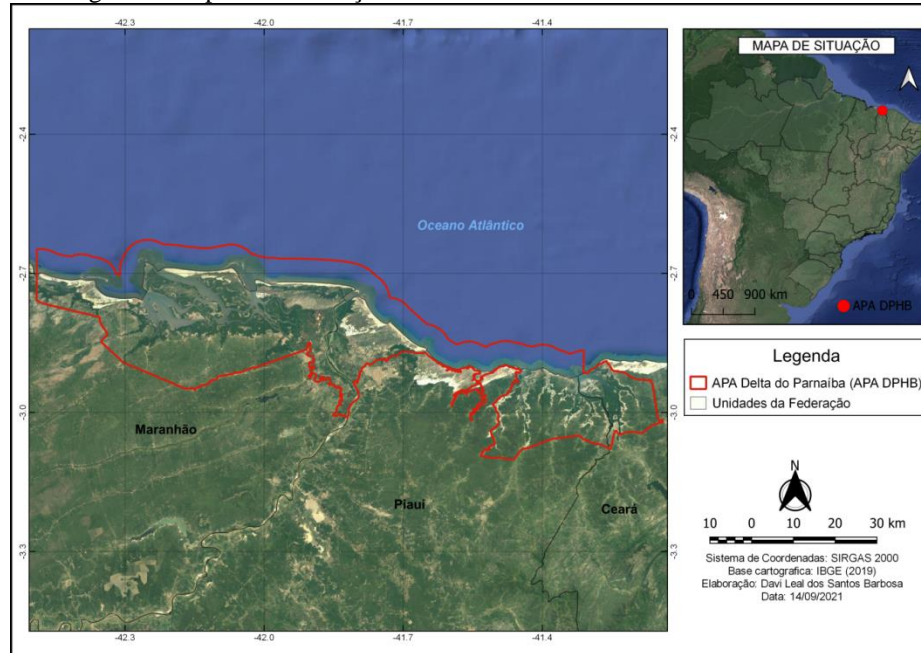 -42.3
-42.0
-41.7
-41.4
-2.4
-2.7
-3.0
-3.3
Oceano Atlântico
Maranhão
Piauí
Ceará
-2.4
-2.7
-3.0
-3.3
-42.3
-42.0
-41.7
-41.4
MAPA DE SITUAÇÃO
0 450 900 km
APA DPHB
Legenda
APA Delta do Parnaíba (APA DPHB)
Unidades da Federação
N
10 0 10 20 30 km
Sistema de Coordenadas: SIRGAS 2000
Base cartografica: IBGE (2019)
Elaboração: Davi Leal dos Santos Barbosa
Data: 14/09/2021